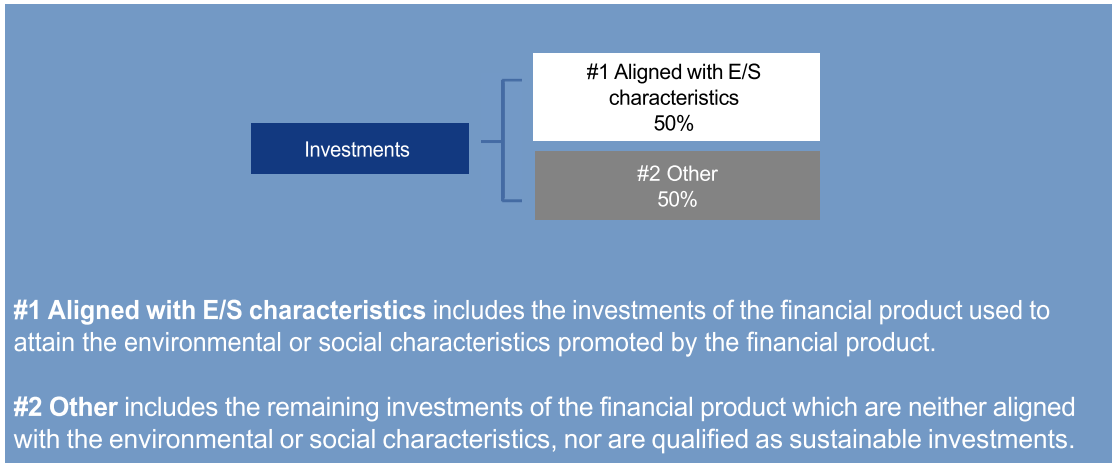 Investments
#1 Aligned with E/S
characteristics
50%
#2 Other
50%
#1 Aligned with E/S characteristics includes the investments of the financial product used to
attain the environmental or social characteristics promoted by the financial product.
#2 Other includes the remaining investments of the financial product which are neither aligned
with the environmental or social characteristics, nor are qualified as sustainable investments.